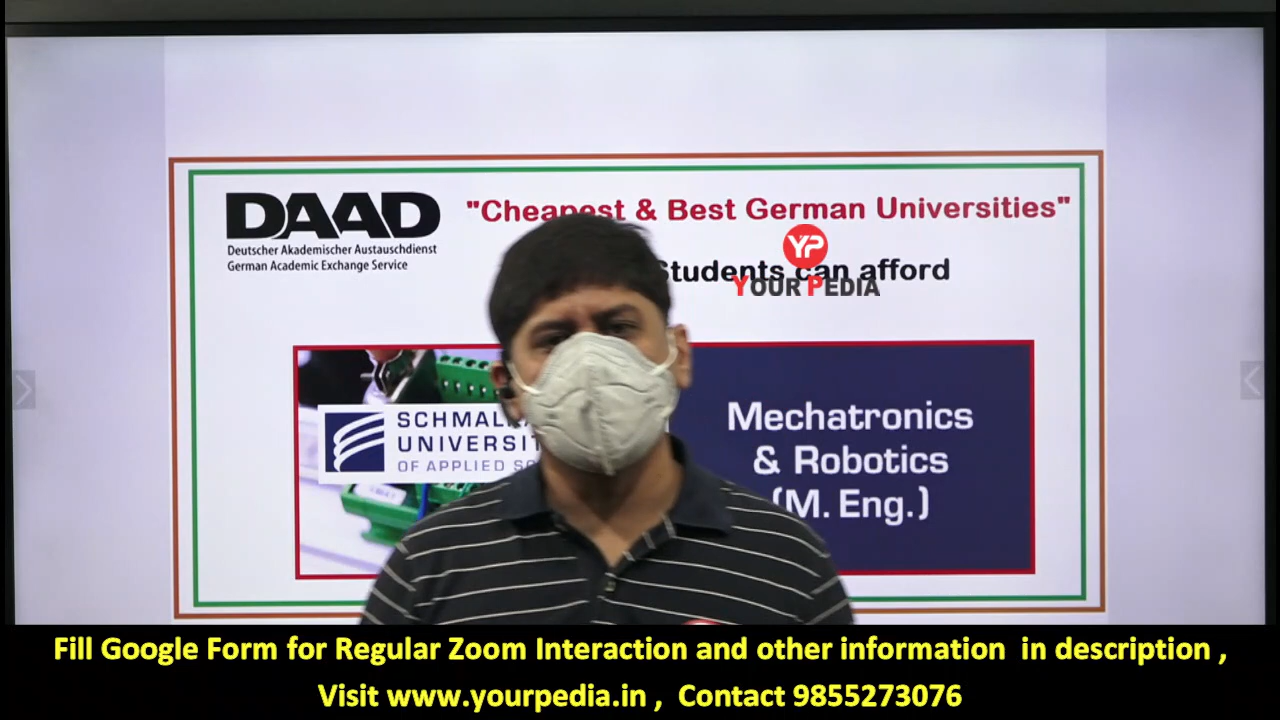 DAAD
Deutscher Akademischer Austauschdienst
German Academic Exchange Service
"Cheapest & Best German Universities"
Students can afford
YP
YOUR PEDIA
OF APPLIED
Mechatronics
& Robotics
(M. Eng.)
Fill Google Form for Regular Zoom Interaction and other information in description ,
Visit www.yourpedia.in , Contact 9855273076